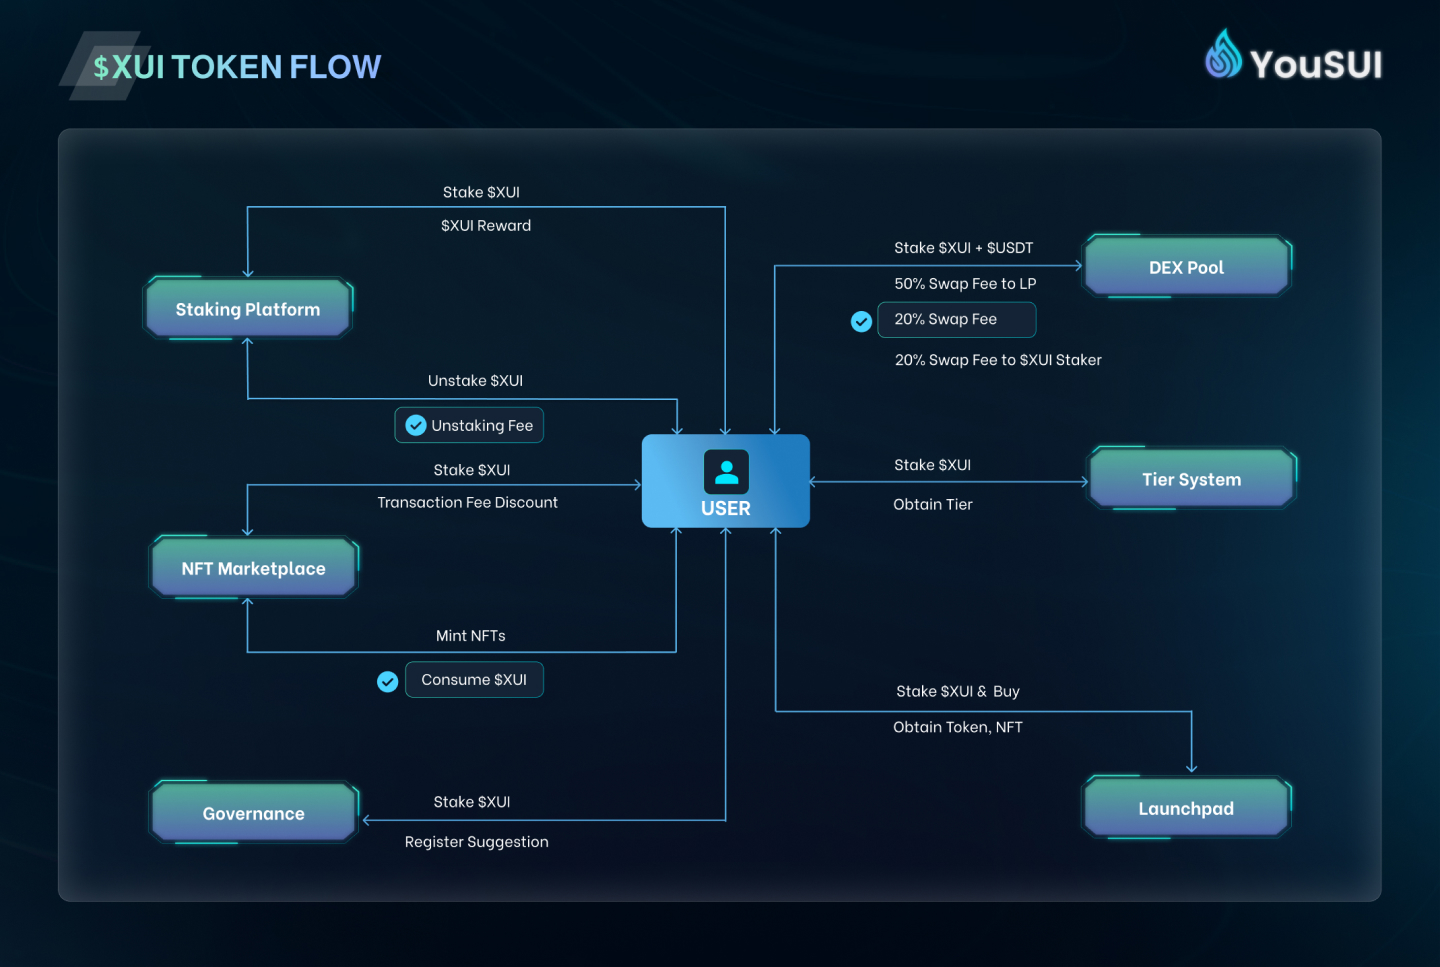 $XUI TOKEN FLOW
YouSUI
Stake $XUI
$XUI Reward
Staking Platform
Unstake $XUI
Unstaking Fee
Stake $XUI
Transaction Fee Discount
NFT Marketplace
Mint NFTs
Consume $XUI
Governance
Stake $XUI
Register Suggestion
USER
Stake $XUI + $USDT
50% Swap Fee to LP
20% Swap Fee
20% Swap Fee to $XUI Staker
DEX Pool
Stake $XUI
Obtain Tier
Tier System
Stake $XUI & Buy
Obtain Token, NFT
Launchpad